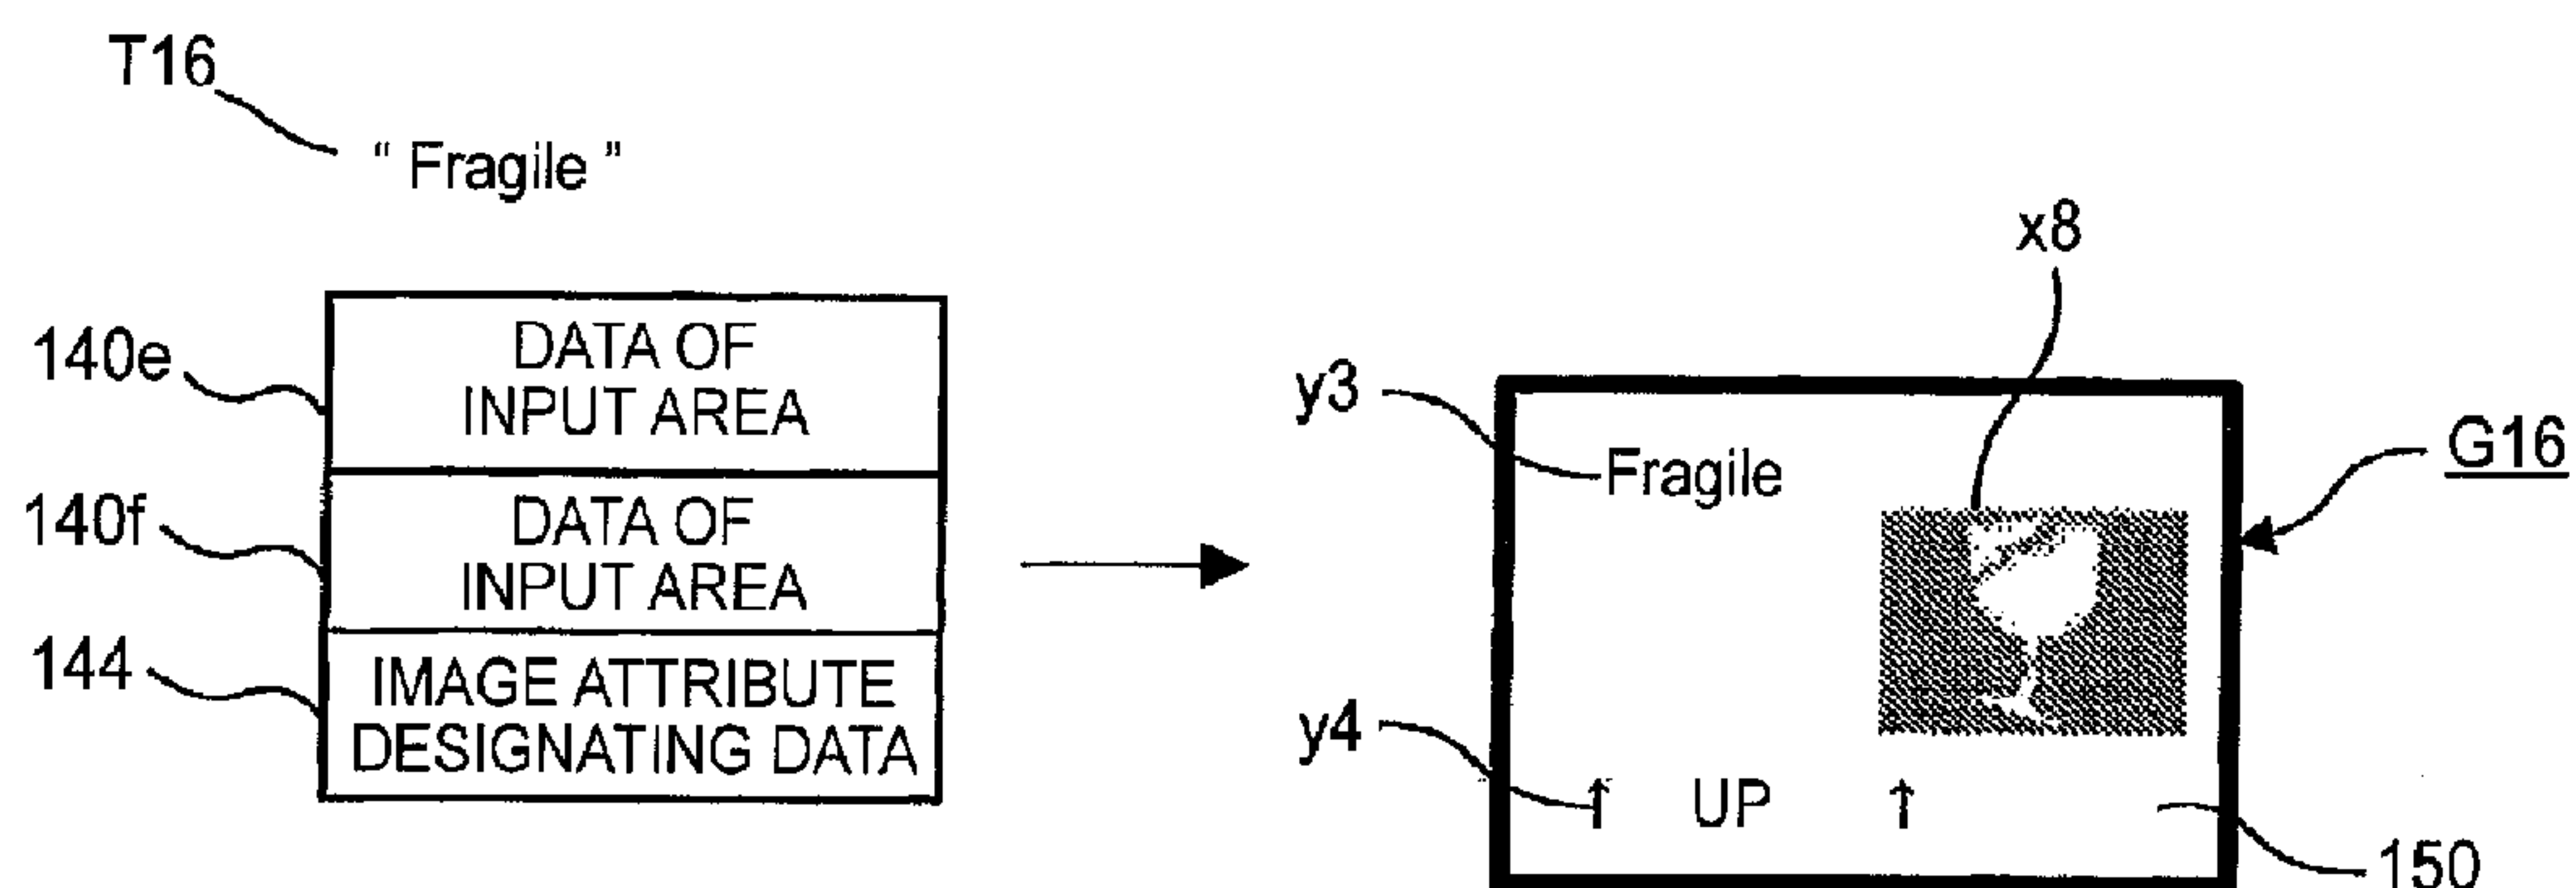 T16
“ Fragile ”
140e
DATA OF
INPUT AREA
140f
DATA OF
INPUT AREA
144
IMAGE ATTRIBUTE
DESIGNATING DATA
x8
y3
Fragile
G16
y4
↑ UP ↑
150